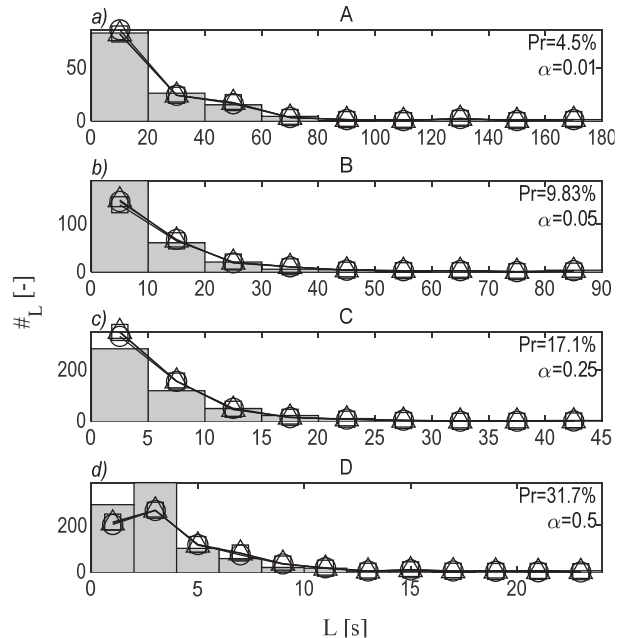 a) A
Pr=4.5%
α=0.01
50
0
0 20 40 60 80 100 120 140 160 180
b) B
Pr=9.83%
α=0.05
100
0
0 10 20 30 40 50 60 70 80 90
#L [-]
c) C
Pr=17.1%
α=0.25
200
0
0 5 10 15 20 25 30 35 40 45
d) D
Pr=31.7%
α=0.5
200
0
0 5 10 15 20
L [s]